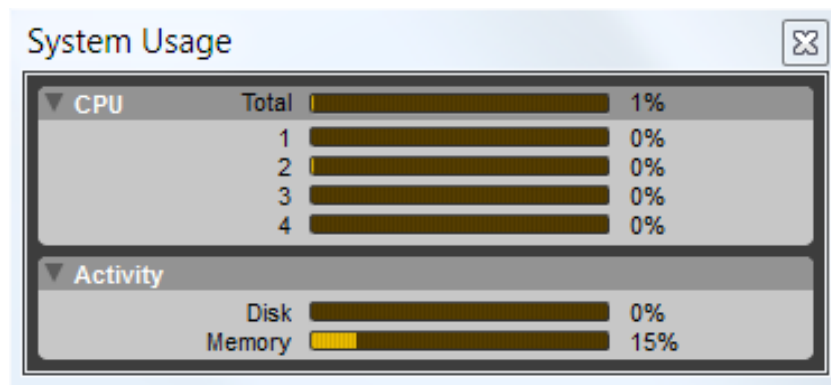 System Usage
CPU Total 1%
1 0%
2 0%
3 0%
4 0%
Activity
Disk 0%
Memory 15%